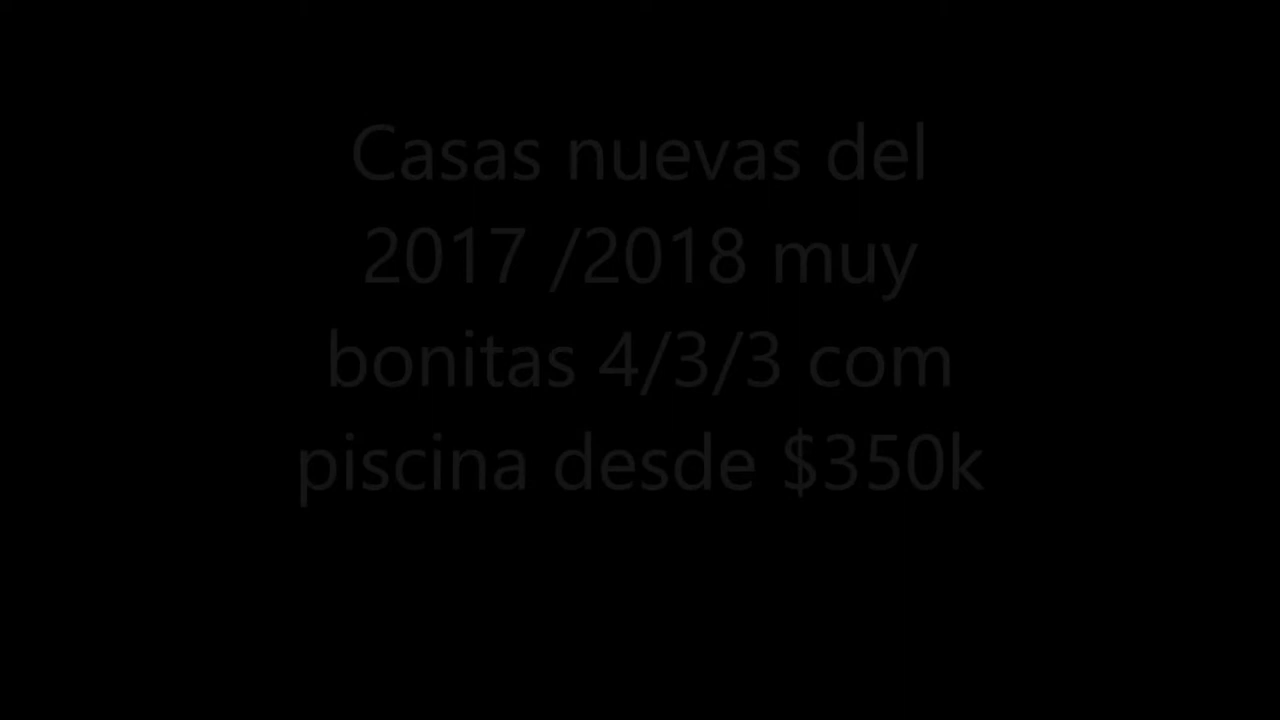 Casas nuevas del
2017 /2018 muy
bonitas 4/3/3 com
piscina desde $350k